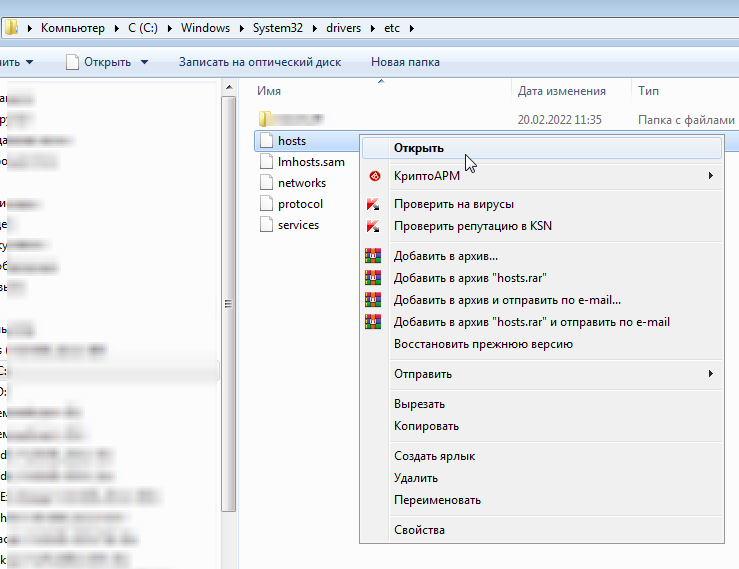 Компьютер ▸ C (C:) ▸ Windows ▸ System32 ▸ drivers ▸ etc ▸
Открыть Записать на оптический диск Новая папка
Имя Дата изменения Тип
20.02.2022 11:35 Папка с файлами
hosts
lmhosts.sam
networks
protocol
services
Открыть
КриптоАРМ
Проверить на вирусы
Проверить репутацию в KSN
Добавить в архив...
Добавить в архив "hosts.rar"
Добавить в архив и отправить по e-mail...
Добавить в архив "hosts.rar" и отправить по e-mail
Восстановить прежнюю версию
Отправить
Вырезать
Копировать
Создать ярлык
Удалить
Переименовать
Свойства